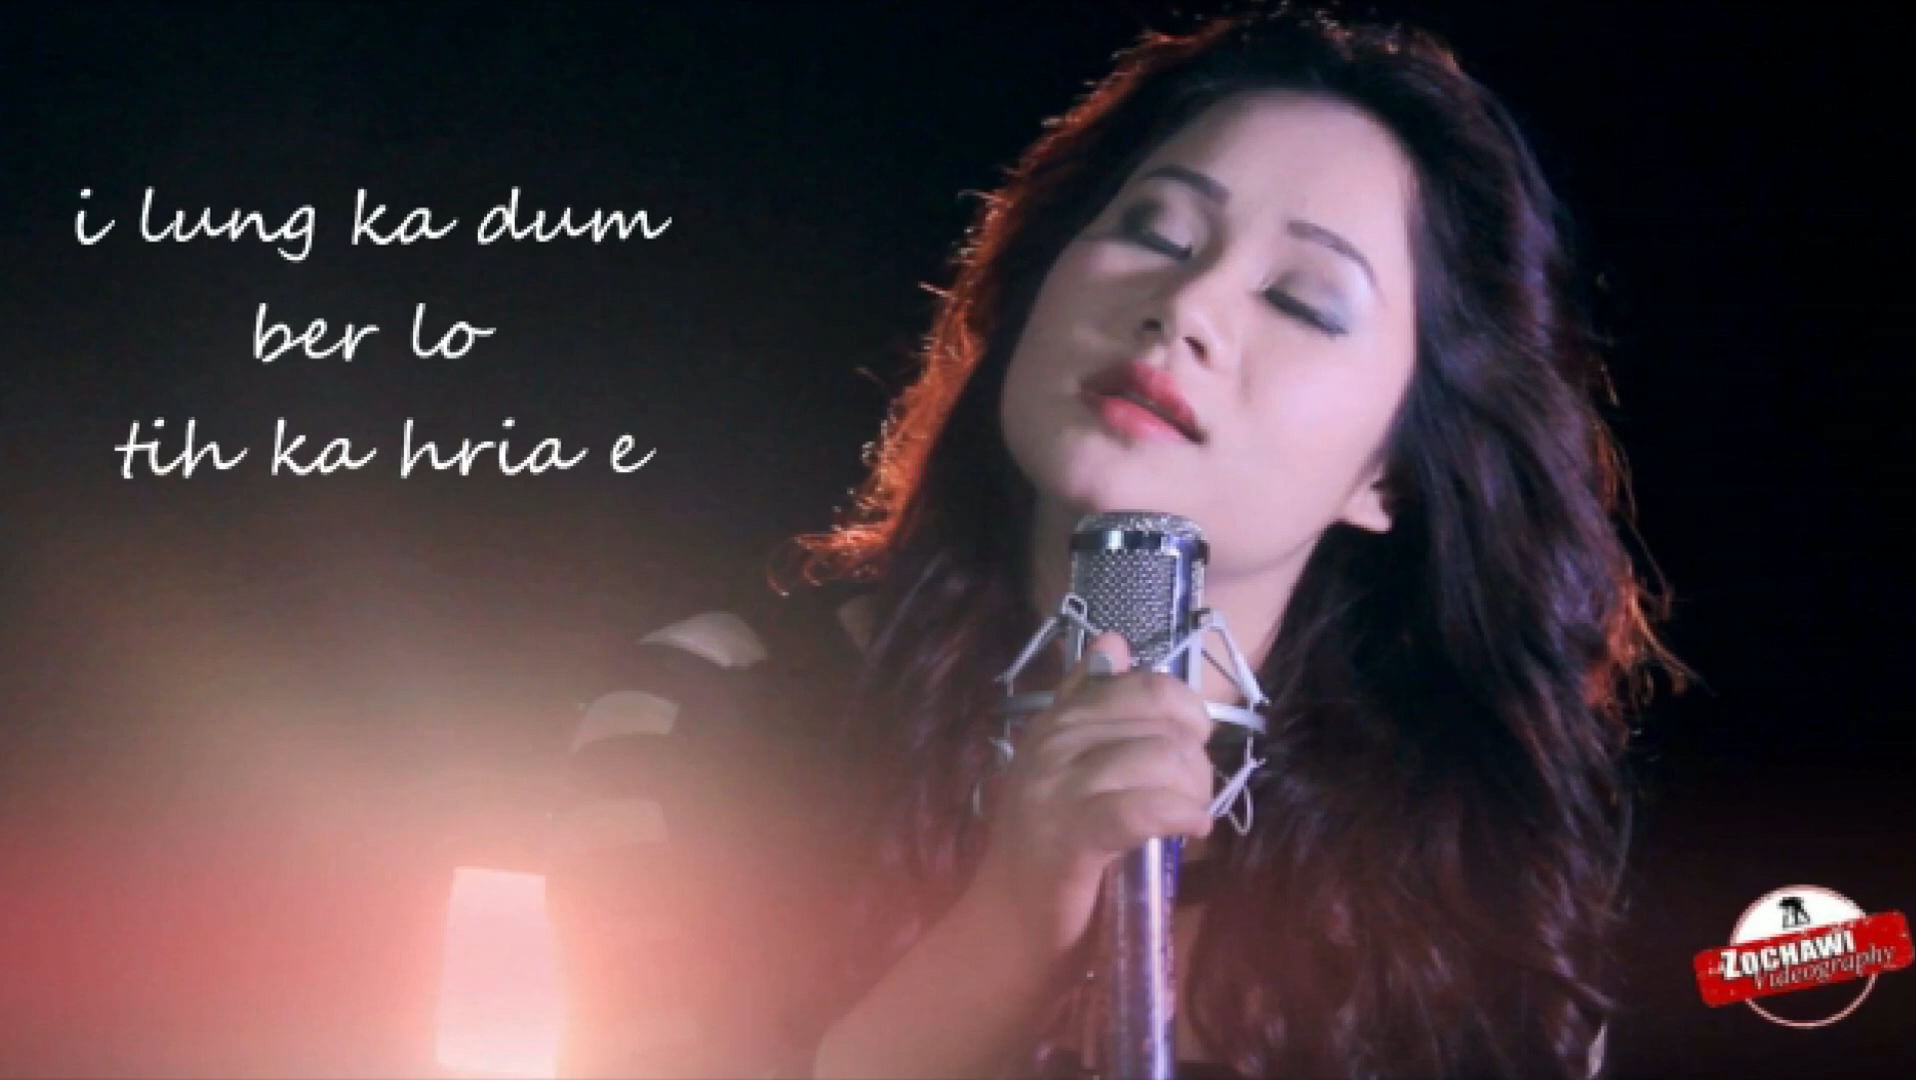 i lung ka dum
ber lo
tih ka hria e
ZOCHAWI
Videography